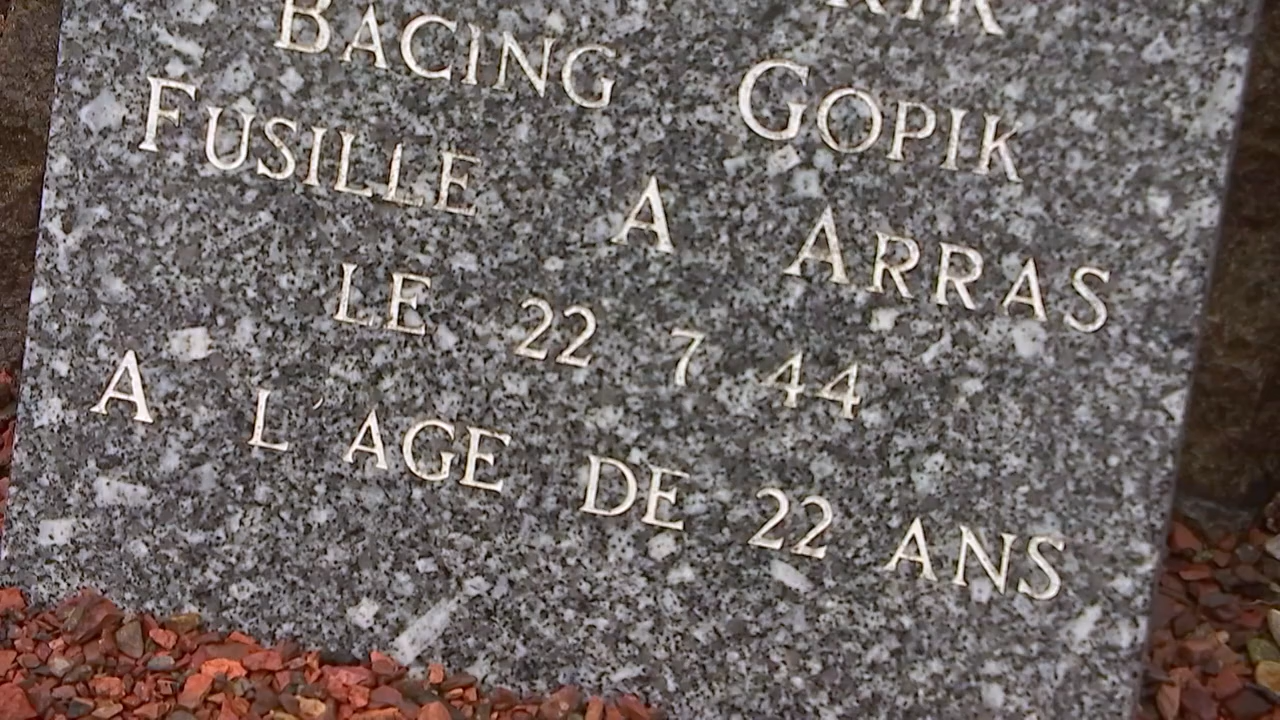 BACING GOPIK
FUSILLE A ARRAS
LE 22 7 44
A L'AGE DE 22 ANS